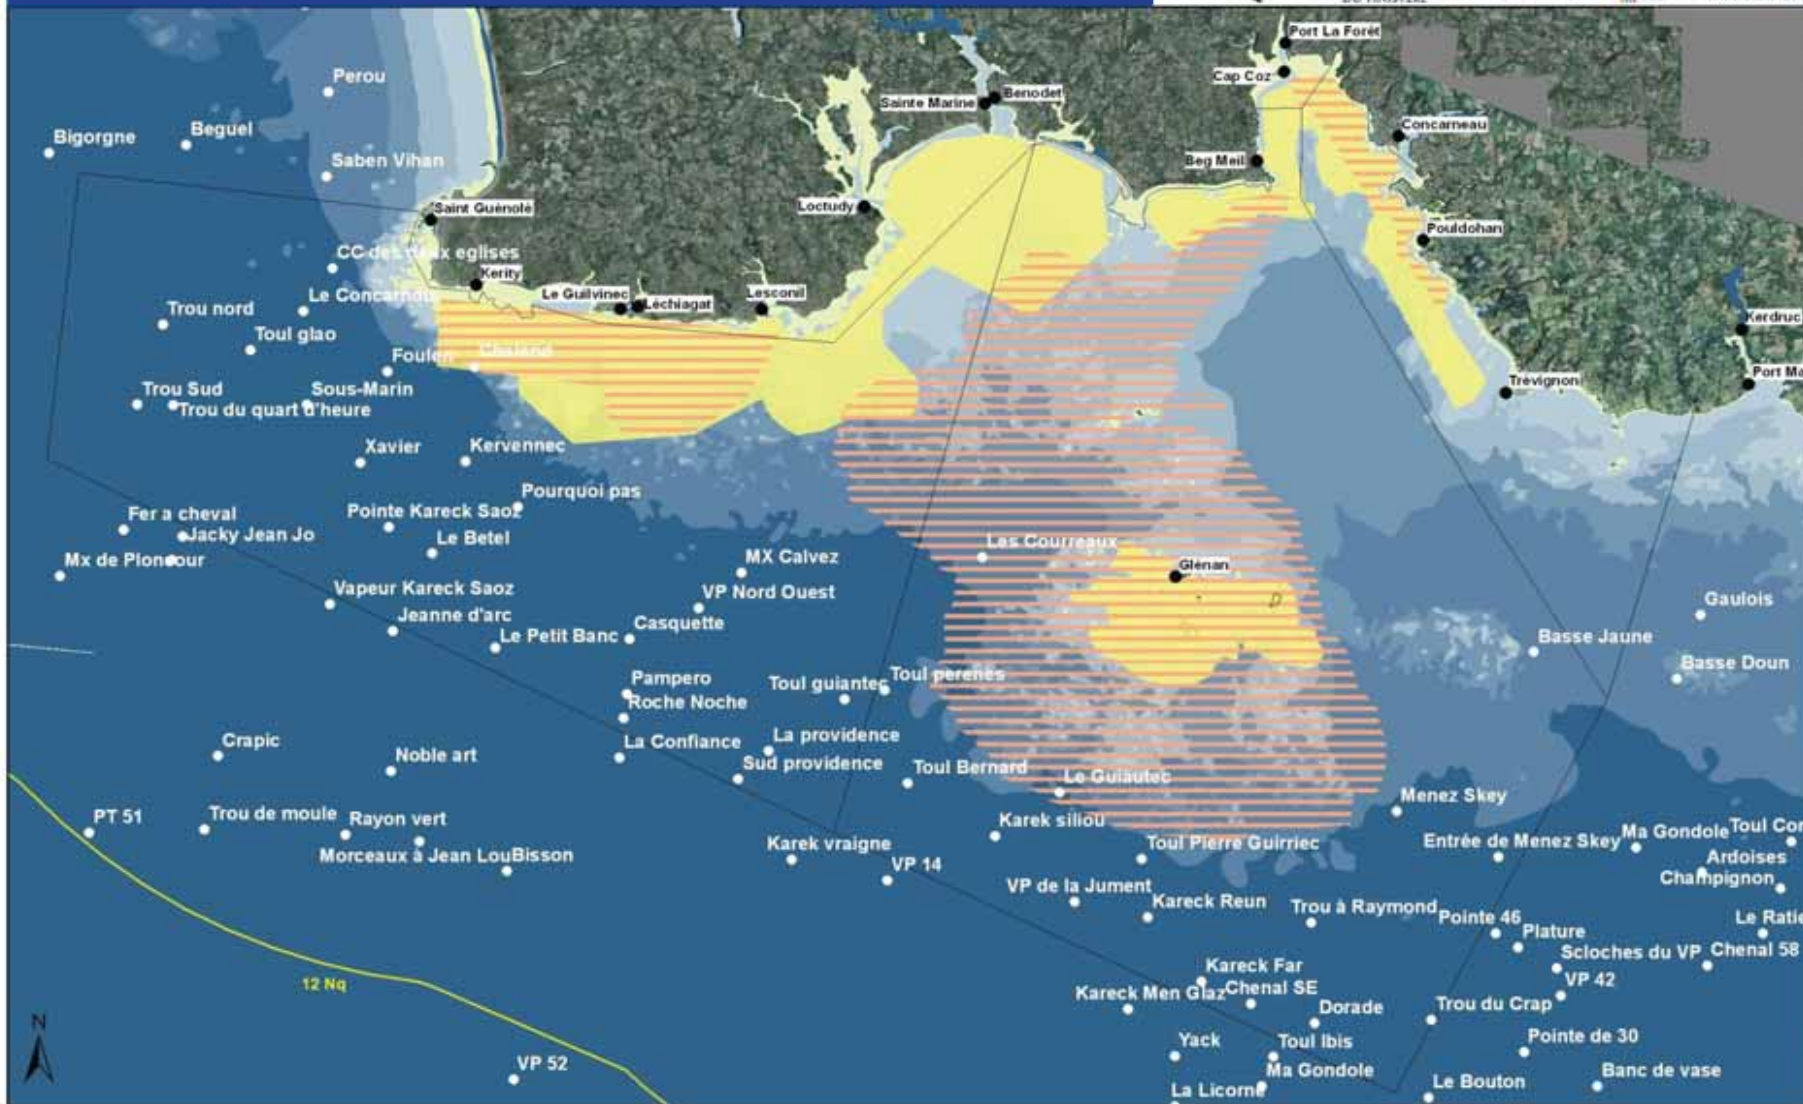 Port La Forêt
Perou
Cap Coz
Benodet
Sainte Marine
Concarneau
Beguel
Bigorgne
Saben Vihan
Beg Meil
Saint Guénolé
Loctudy
Pouldohan
CC des deux eglises
Kerity
Le Guilvinec
Léchiagat
Lesconil
Le Concarnois
Trou nord
Kerdruc
Toul glao
Foulen
Chaland
Trévignon
Trou Sud
Sous-Marin
Trou du quart d'heure
Xavier
Kervennec
Pourquoi pas
Fer a cheval
Pointe Kareck Saoz
Jacky Jean Jo
Le Betel
Les Courreaux
Mx de Plonéour
MX Calvez
Glénan
Vapeur Kareck Saoz
VP Nord Ouest
Gaulois
Jeanne d'arc
Casquette
Le Petit Banc
Basse Jaune
Basse Doun
Pampero
Toul guiantec
Toul perenes
Roche Noche
Crapic
Noble art
La Confiance
La providence
Sud providence
Toul Bernard
Le Guiautec
Menez Skey
PT 51
Trou de moule
Rayon vert
Karek siliou
Ma Gondole
Morceaux à Jean Lou
Bisson
Karek vraigne
Toul Pierre Guirriec
Entrée de Menez Skey
Ardoises
VP 14
Champignon
VP de la Jument
Kareck Reun
Trou à Raymond
Pointe 46
Plature
Scloches du VP
Chenal 58
Kareck Far
12 Nq
VP 42
Kareck Men Glaz
Chenal SE
Dorade
Trou du Crap
N
Yack
Toul Ibis
Pointe de 30
VP 52
Ma Gondole
Banc de vase
La Licorne
Le Bouton